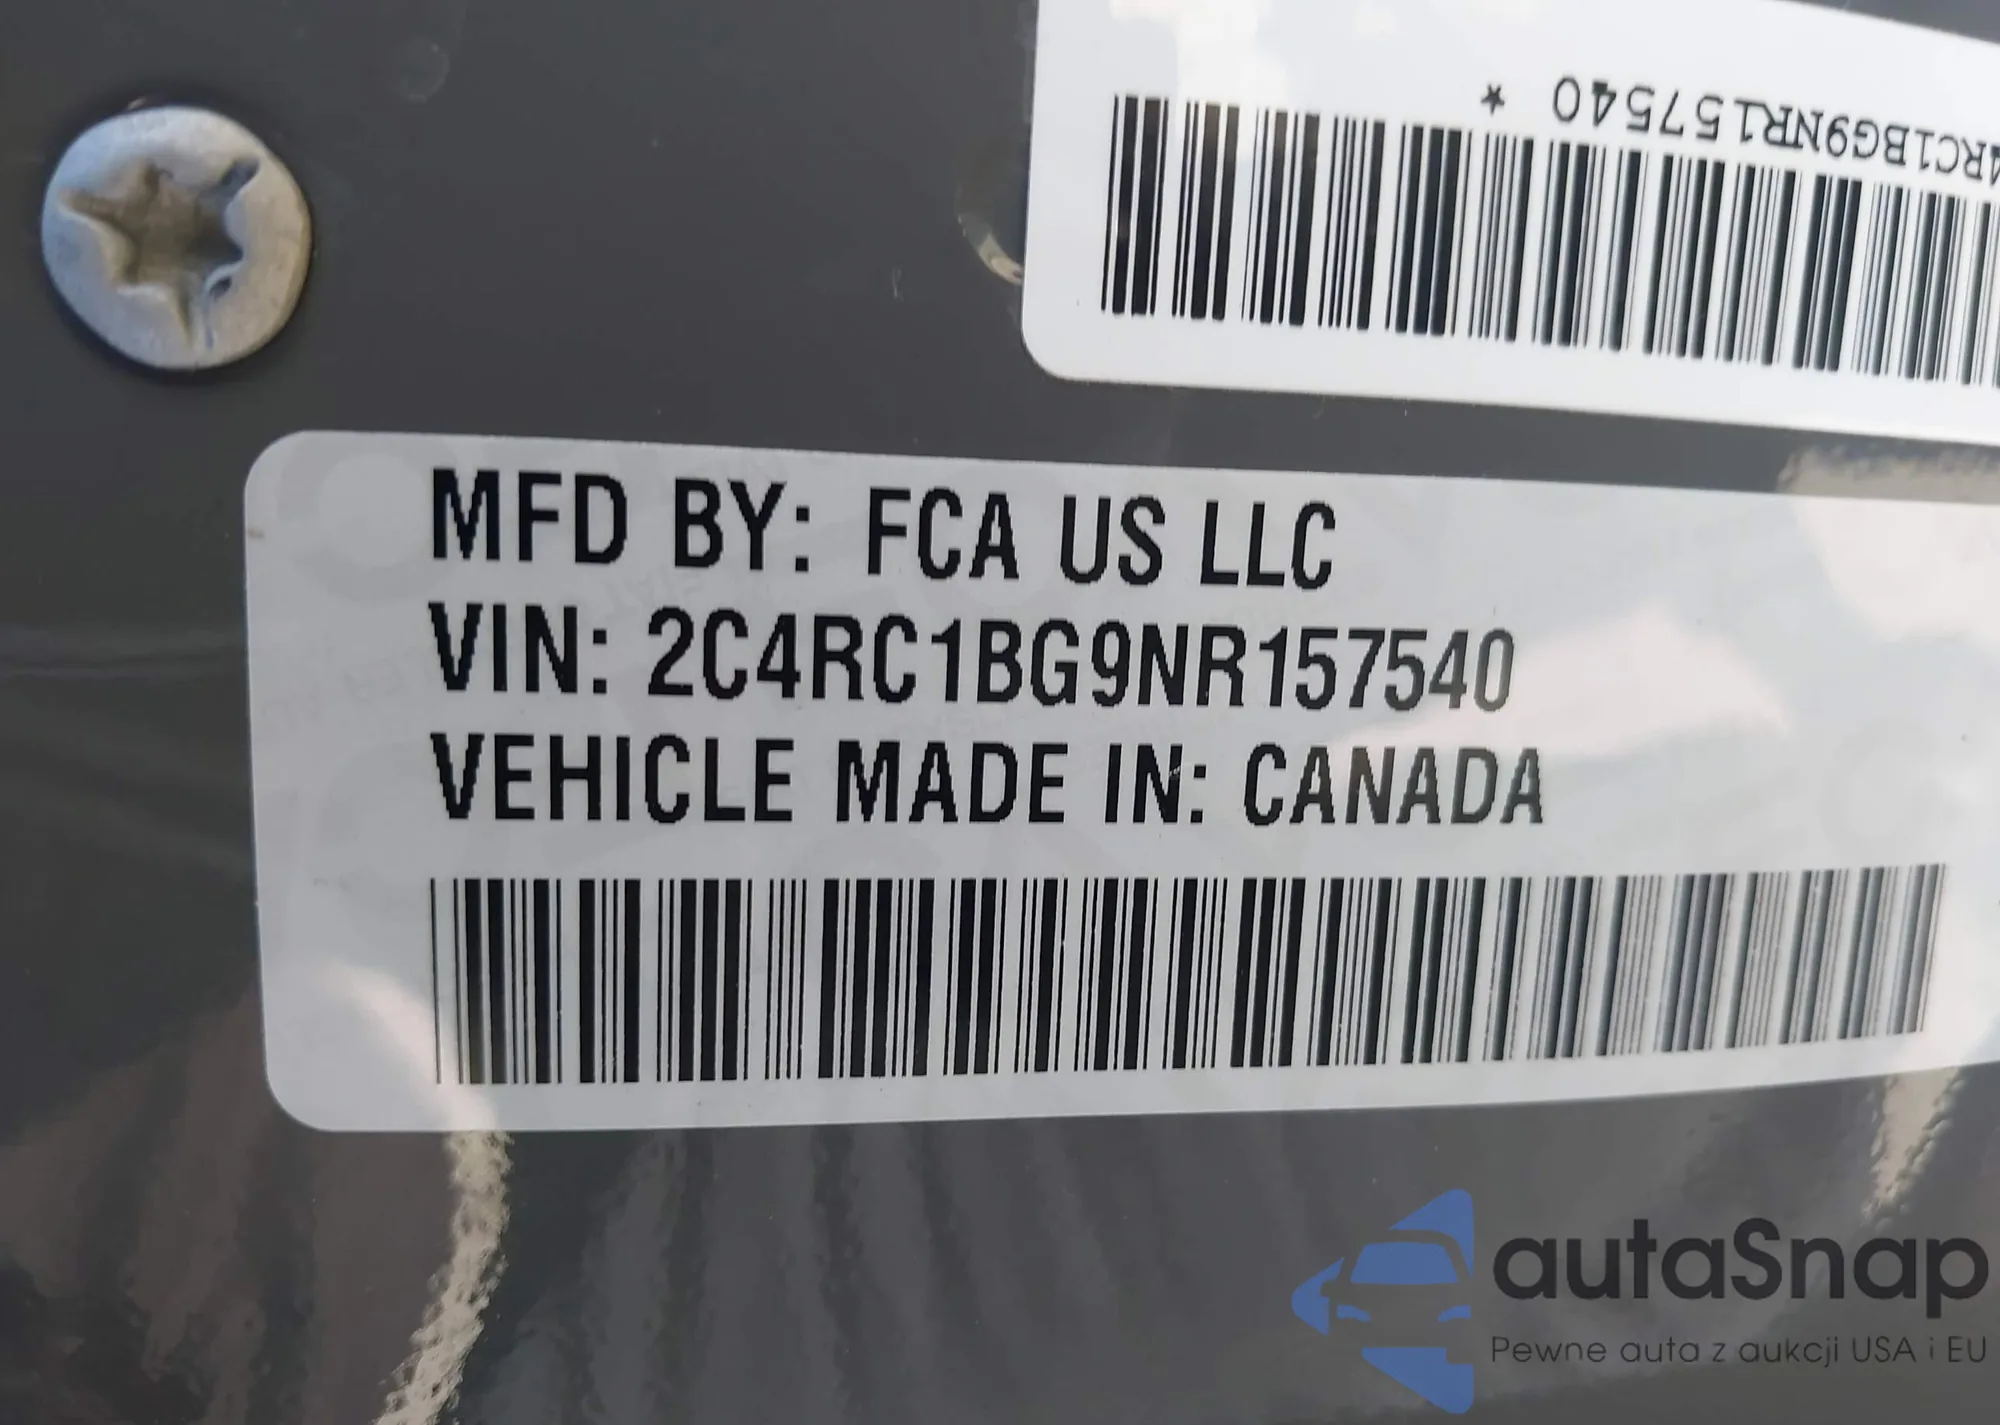 4RC1BG9NR157540 *
MFD BY: FCA US LLC
VIN: 2C4RC1BG9NR157540
VEHICLE MADE IN: CANADA
autaSnap
Pewne auta z aukcji USA i EU